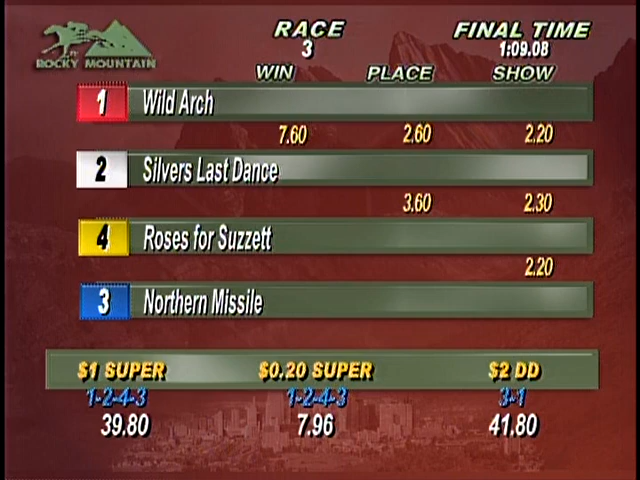 ROCKY MOUNTAIN
RACE
3
FINAL TIME
1:09.08
WIN PLACE SHOW
1 Wild Arch
7.60 2.60 2.20
2 Silvers Last Dance
3.60 2.30
4 Roses for Suzzett
2.20
3 Northern Missile
$1 SUPER $0.20 SUPER $2 DD
1-2-4-3 1-2-4-3 3-1
39.80 7.96 41.80